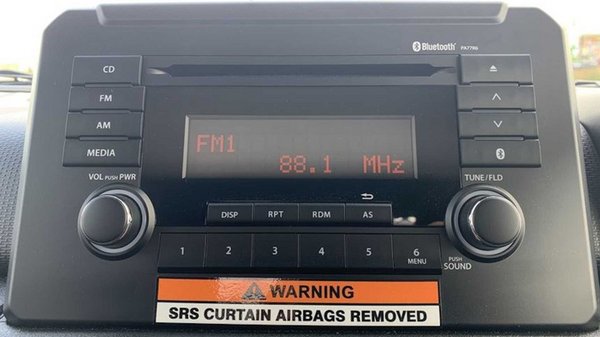 Bluetooth® PA7786
CD
FM
AM
MEDIA
FM1
88.1 MHz
VOL PUSH PWR
TUNE/FLD
DISP RPT RDM AS
1 2 3 4 5 6
MENU
PUSH
SOUND
WARNING
SRS CURTAIN AIRBAGS REMOVED